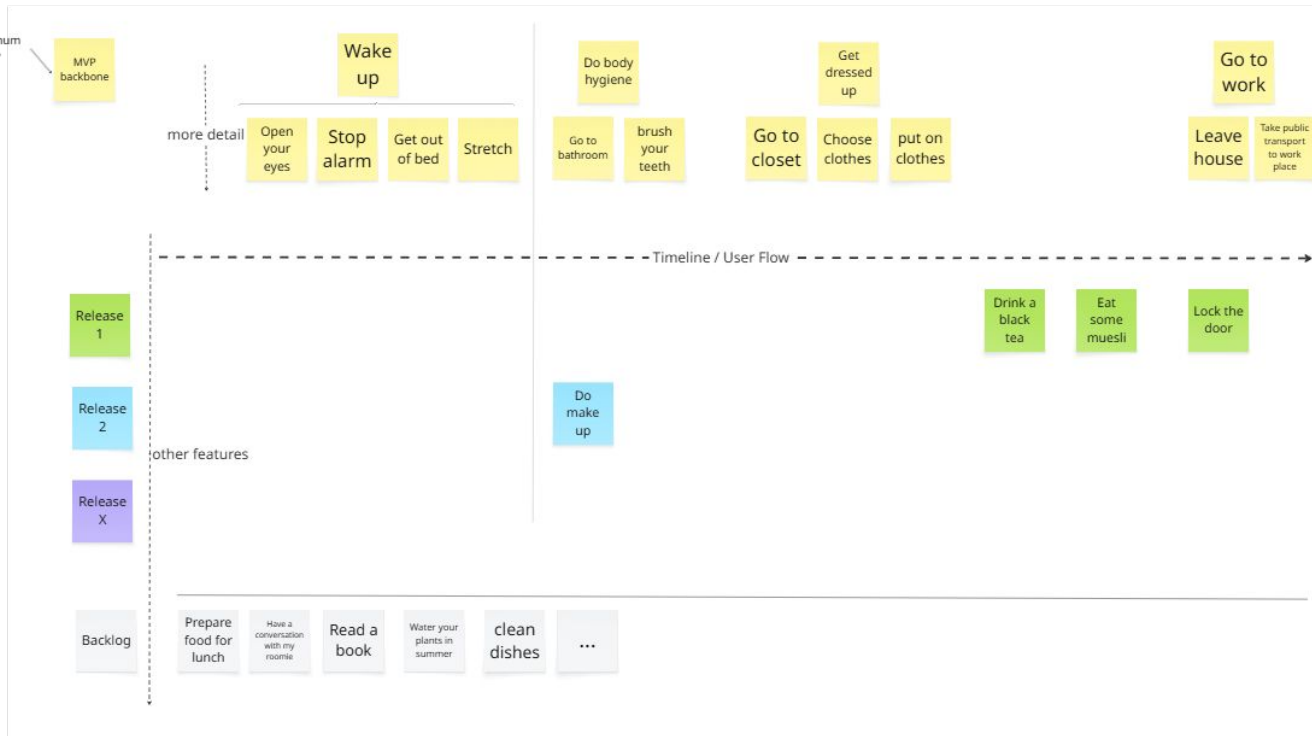 MVP
backbone
Wake
up
Do body
hygiene
Get
dressed
up
Go to
work
more detail
Open
your
eyes
Stop
alarm
Get out
of bed
Stretch
Go to
bathroom
brush
your
teeth
Go to
closet
Choose
clothes
put on
clothes
Leave
house
Take public
transport
to work
place
Timeline / User Flow
Release
1
Drink a
black
tea
Eat
some
muesli
Lock the
door
Release
2
Do
make
up
other features
Release
X
Backlog
Prepare
food for
lunch
Have a
conversation
with my
roomie
Read a
book
Water your
plants in
summer
clean
dishes
...